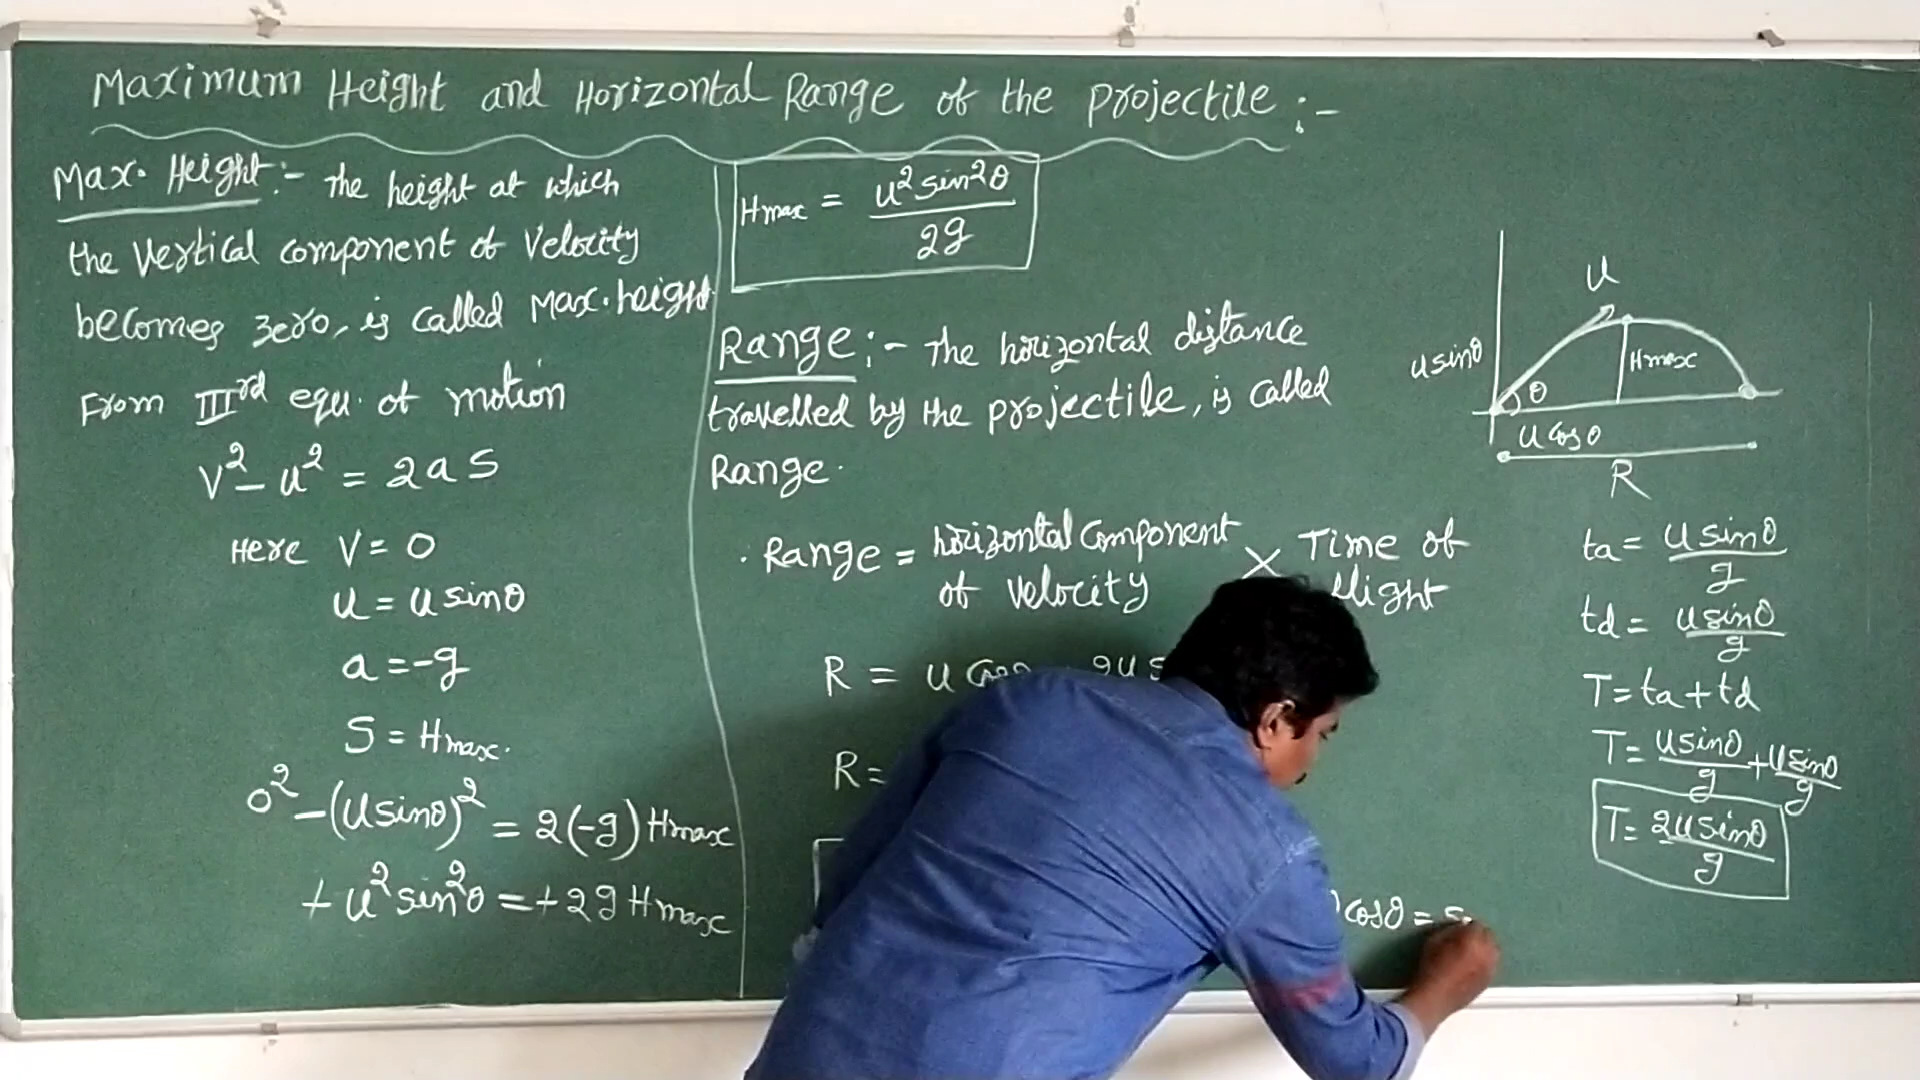 Maximum Height and Horizontal Range of the projectile :-
Max. Height :- The height at which
the vertical component of velocity
becomes zero, is called Max. height.
From IIIrd equ. of motion
V² - u² = 2aS
Here V = 0
u = u sinθ
a = -g
S = Hmax.
0² - (u sinθ)² = 2(-g) Hmax
+ u² sin²θ = +2g Hmax
Hmax = u² sin²θ / 2g
Range :- The horizontal distance
travelled by the projectile, is called
Range.
. Range = horizontal component of velocity × Time of flight
R = u
R =
cosθ =
u
u sinθ
Hmax
θ
u cosθ
R
ta = u sinθ / g
td = u sinθ / g
T = ta + td
T = u sinθ / g + u sinθ / g
T = 2u sinθ / g